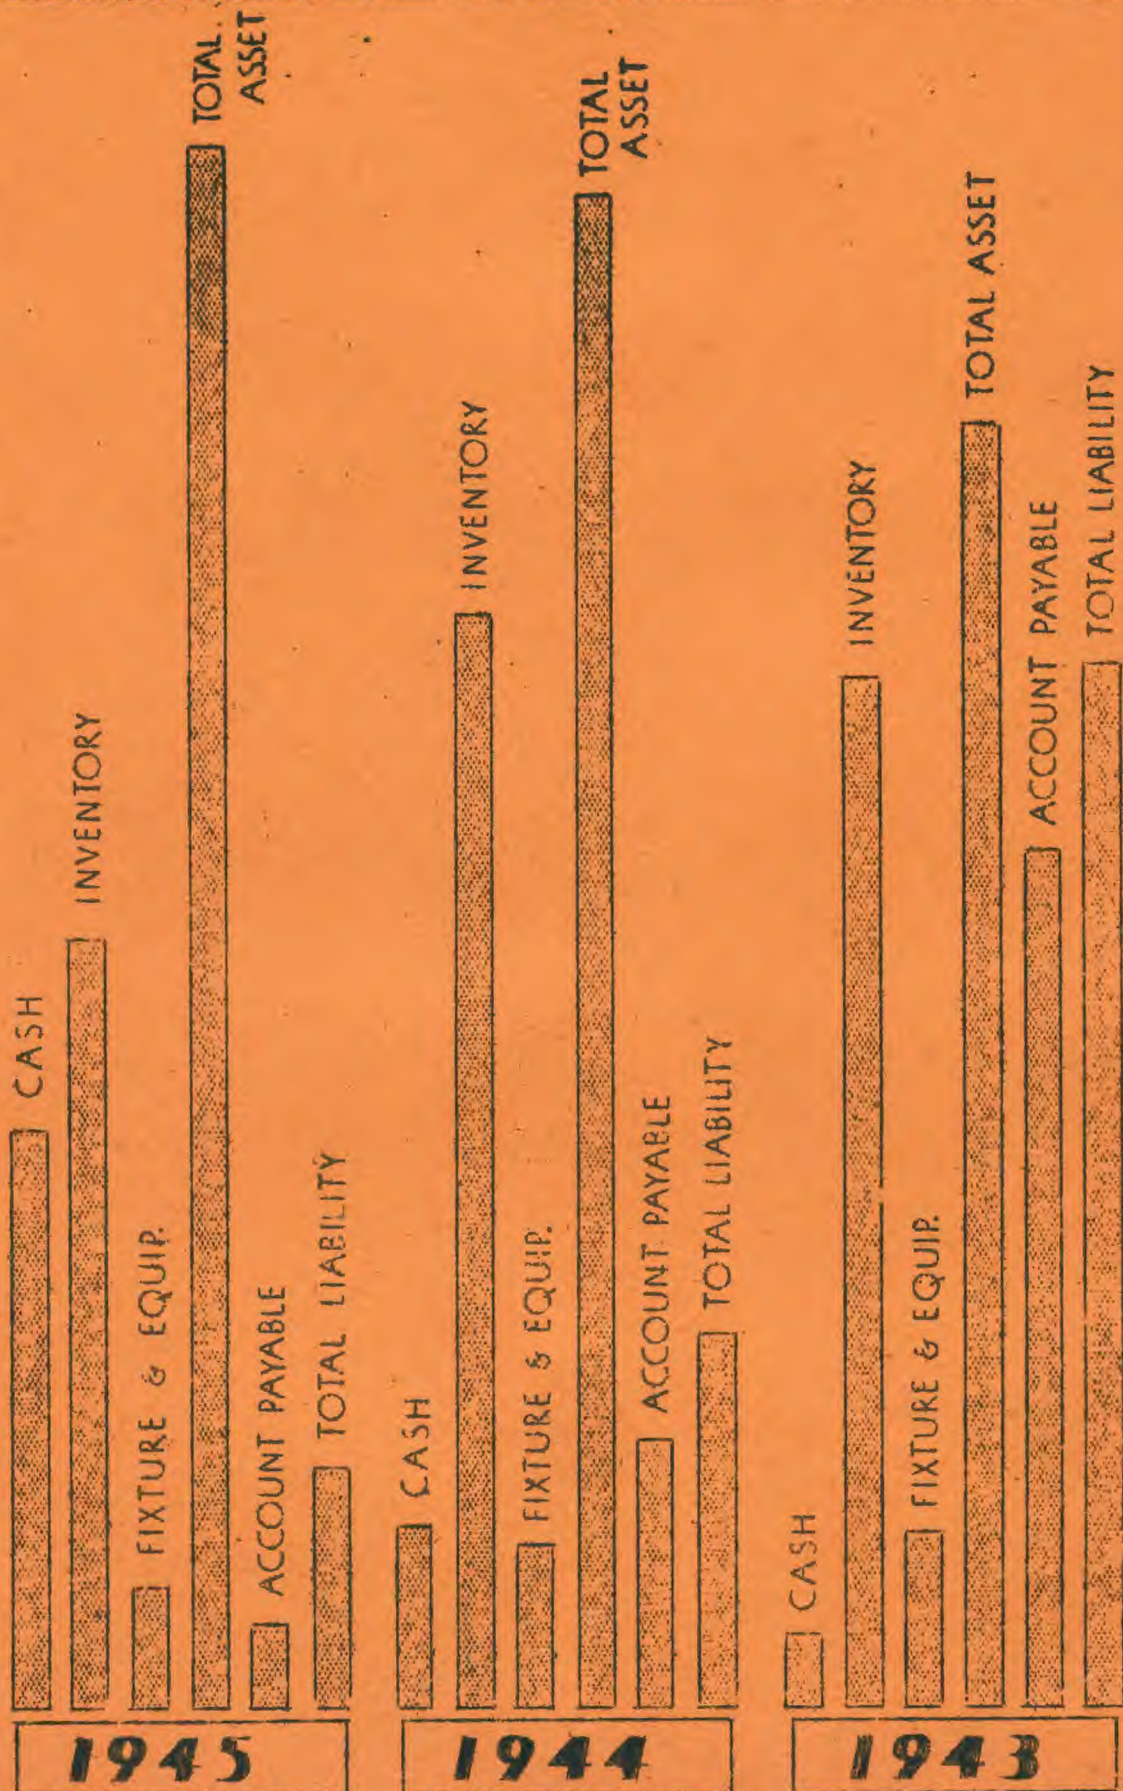 CASH
INVENTORY
FIXTURE & EQUIP.
TOTAL
ASSET
ACCOUNT PAYABLE
TOTAL LIABILITY
1945
CASH
INVENTORY
FIXTURE & EQUIP.
TOTAL
ASSET
ACCOUNT PAYABLE
TOTAL LIABILITY
1944
CASH
INVENTORY
FIXTURE & EQUIP.
TOTAL ASSET
ACCOUNT PAYABLE
TOTAL LIABILITY
1943